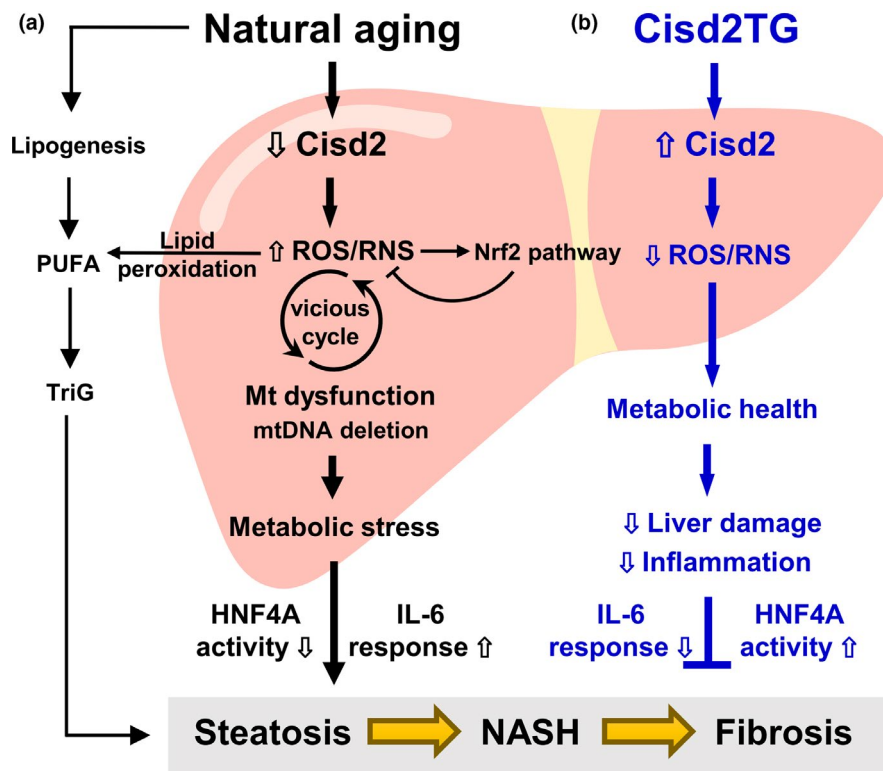 (a)
Natural aging
Lipogenesis
⇩ Cisd2
PUFA
Lipid
peroxidation
⇧ ROS/RNS
Nrf2 pathway
vicious
cycle
TriG
Mt dysfunction
mtDNA deletion
Metabolic stress
HNF4A
activity ⇩
IL-6
response ⇧
(b)
Cisd2TG
⇧ Cisd2
⇩ ROS/RNS
Metabolic health
⇩ Liver damage
⇩ Inflammation
IL-6
response ⇩
HNF4A
activity ⇧
Steatosis
NASH
Fibrosis